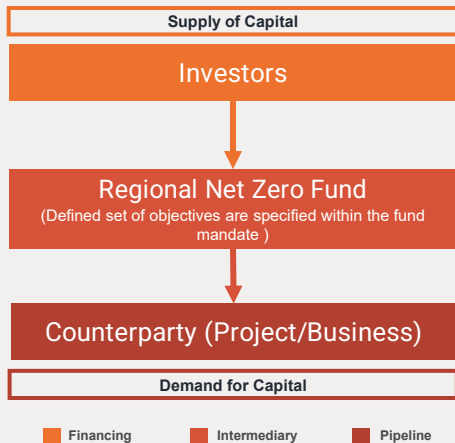 Supply of Capital
Investors
Regional Net Zero Fund
(Defined set of objectives are specified within the fund
mandate )
Counterparty (Project/Business)
Demand for Capital
Financing Intermediary Pipeline